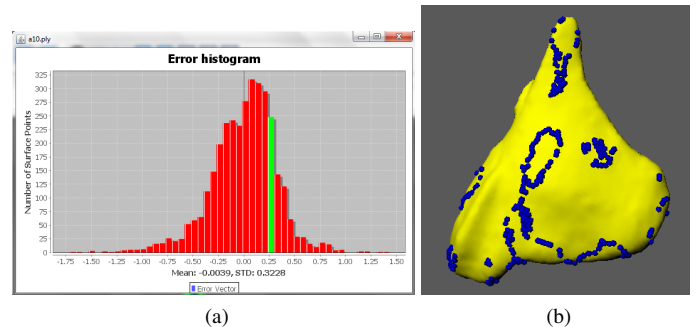 a10.ply
Error histogram
Number of Surface Points
325
300
275
250
225
200
175
150
125
100
75
50
25
0
-1.75 -1.50 -1.25 -1.00 -0.75 -0.50 -0.25 0.00 0.25 0.50 0.75 1.00 1.25 1.50
Mean: -0.0039, STD: 0.3228
Error Vector
(a) (b)